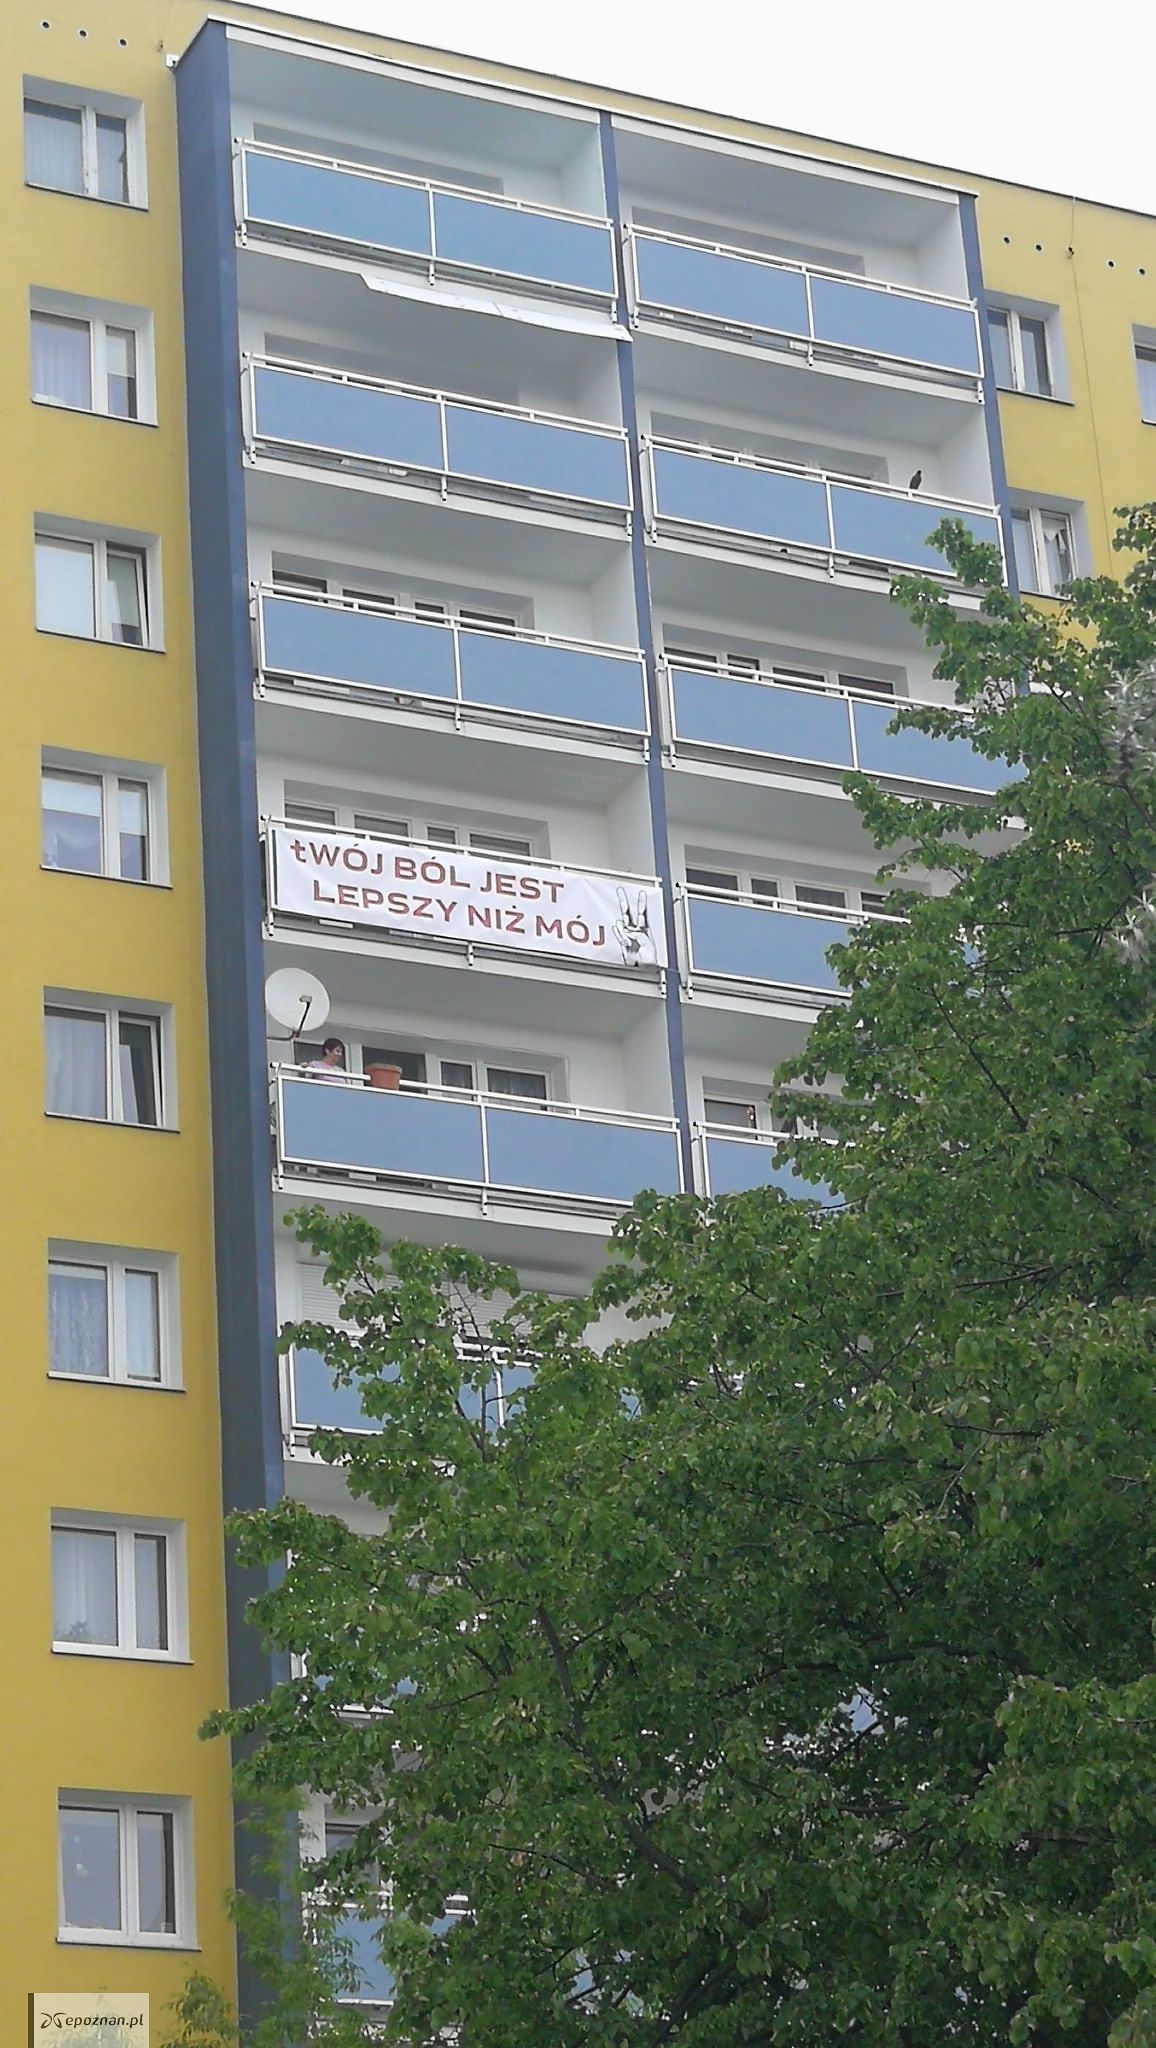 tWÓJ BÓL JEST
LEPSZY NIŻ MÓJ
epoznan.pl